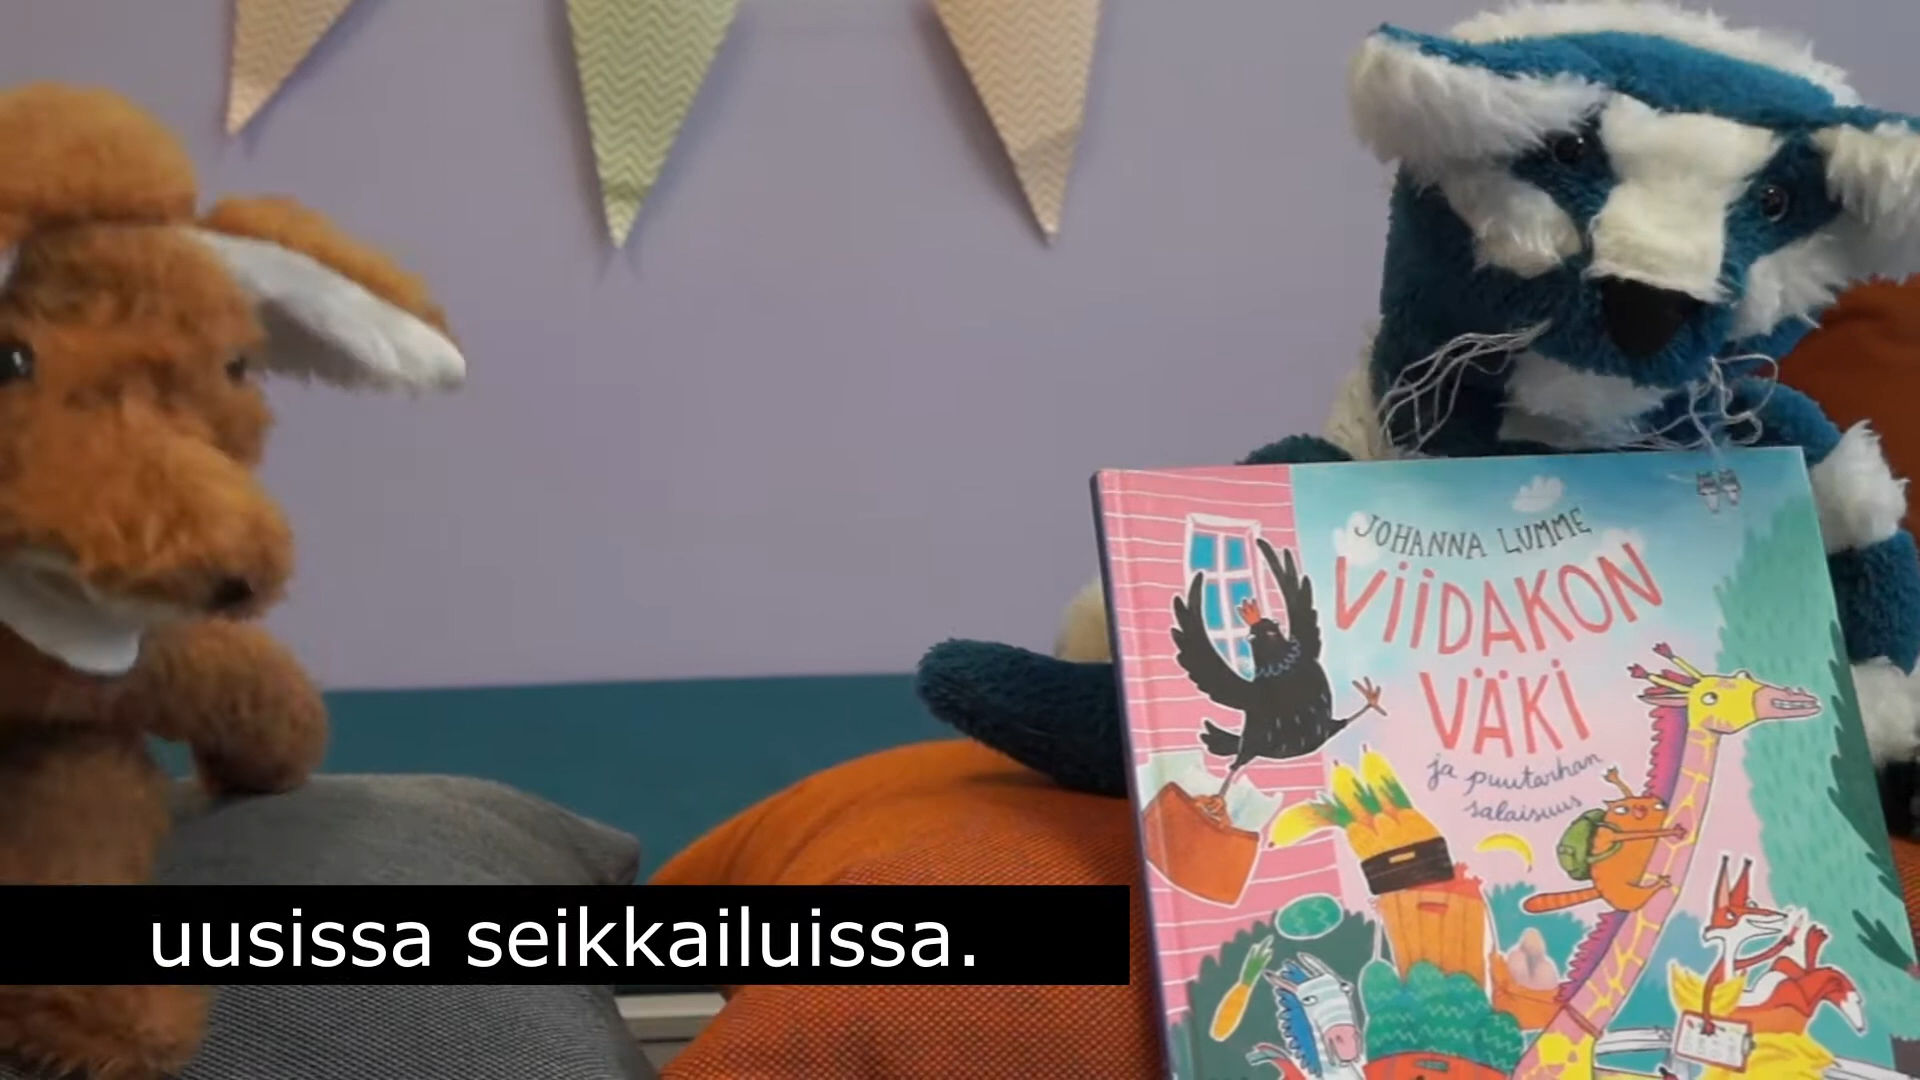 JOHANNA LUMME
VIIDAKON
VÄKI
ja puutarhan
salaisuus
uusissa seikkailuissa.